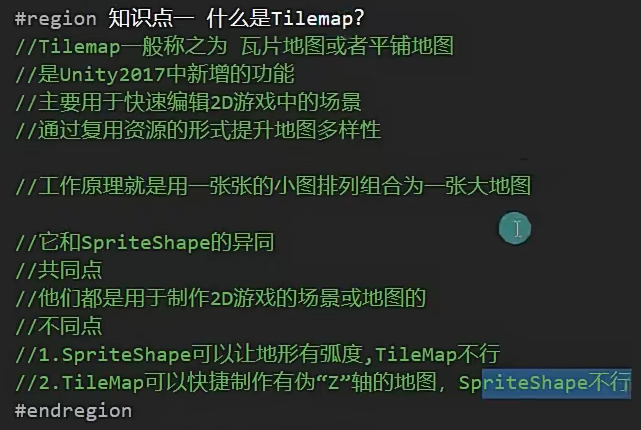 #region 知识点一 什么是Tilemap?
//Tilemap一般称之为 瓦片地图或者平铺地图
//是Unity2017中新增的功能
//主要用于快速编辑2D游戏中的场景
//通过复用资源的形式提升地图多样性
//工作原理就是用一张张的小图排列组合为一张大地图
//它和SpriteShape的异同
//共同点
//他们都是用于制作2D游戏的场景或地图的
//不同点
//1.SpriteShape可以让地形有弧度,TileMap不行
//2.TileMap可以快捷制作有伪“Z”轴的地图，SpriteShape不行
#endregion